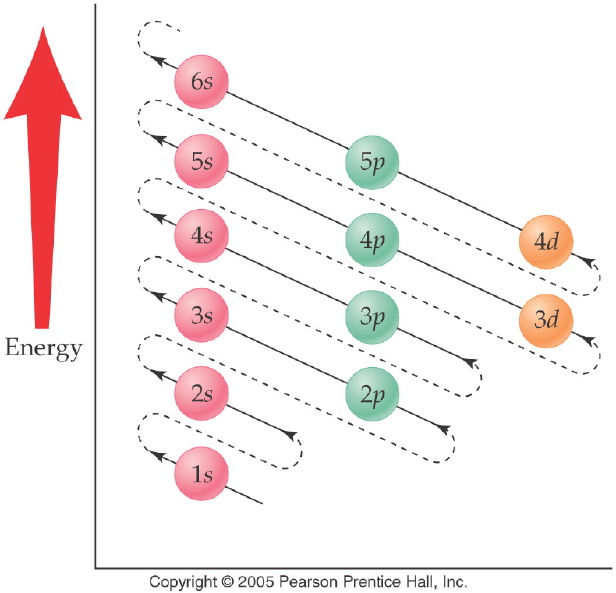 6s
5s
5p
4s
4p
4d
Energy
3s
3p
3d
2s
2p
1s
Copyright © 2005 Pearson Prentice Hall, Inc.